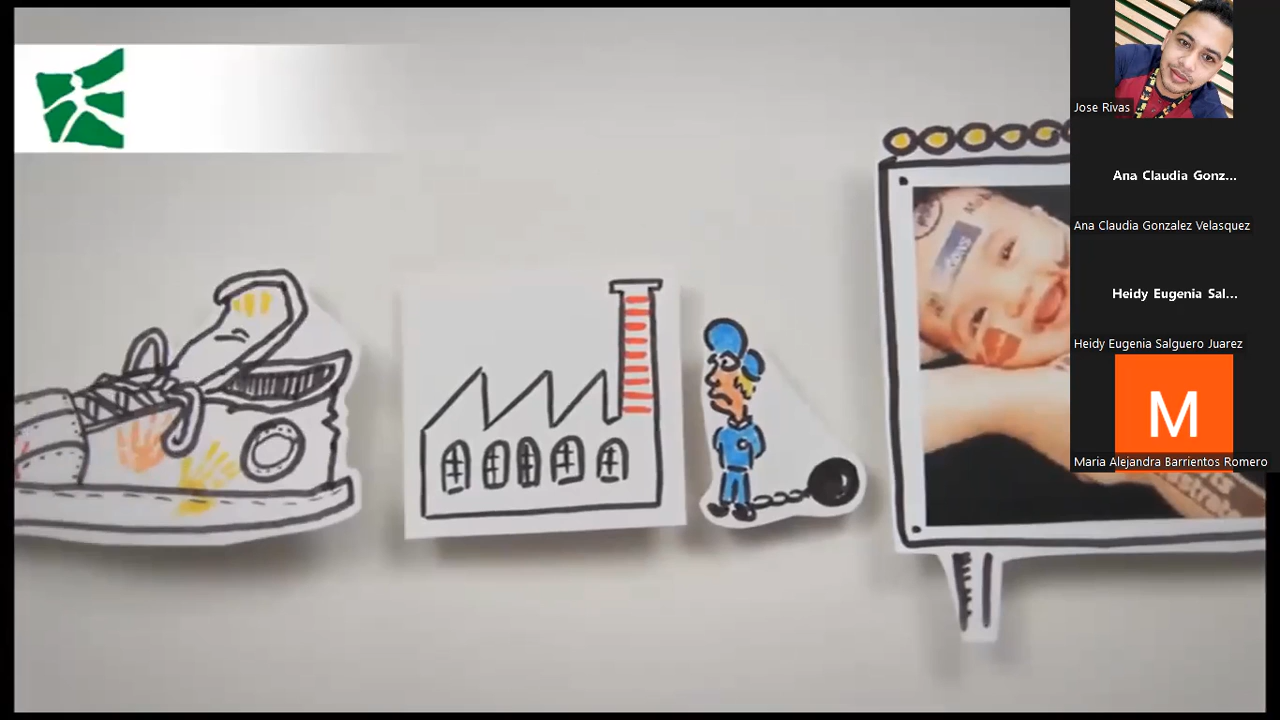 Jose Rivas
Ana Claudia Gonz...
Ana Claudia Gonzalez Velasquez
Heidy Eugenia Sal...
Heidy Eugenia Salguero Juarez
M
Maria Alejandra Barrientos Romero